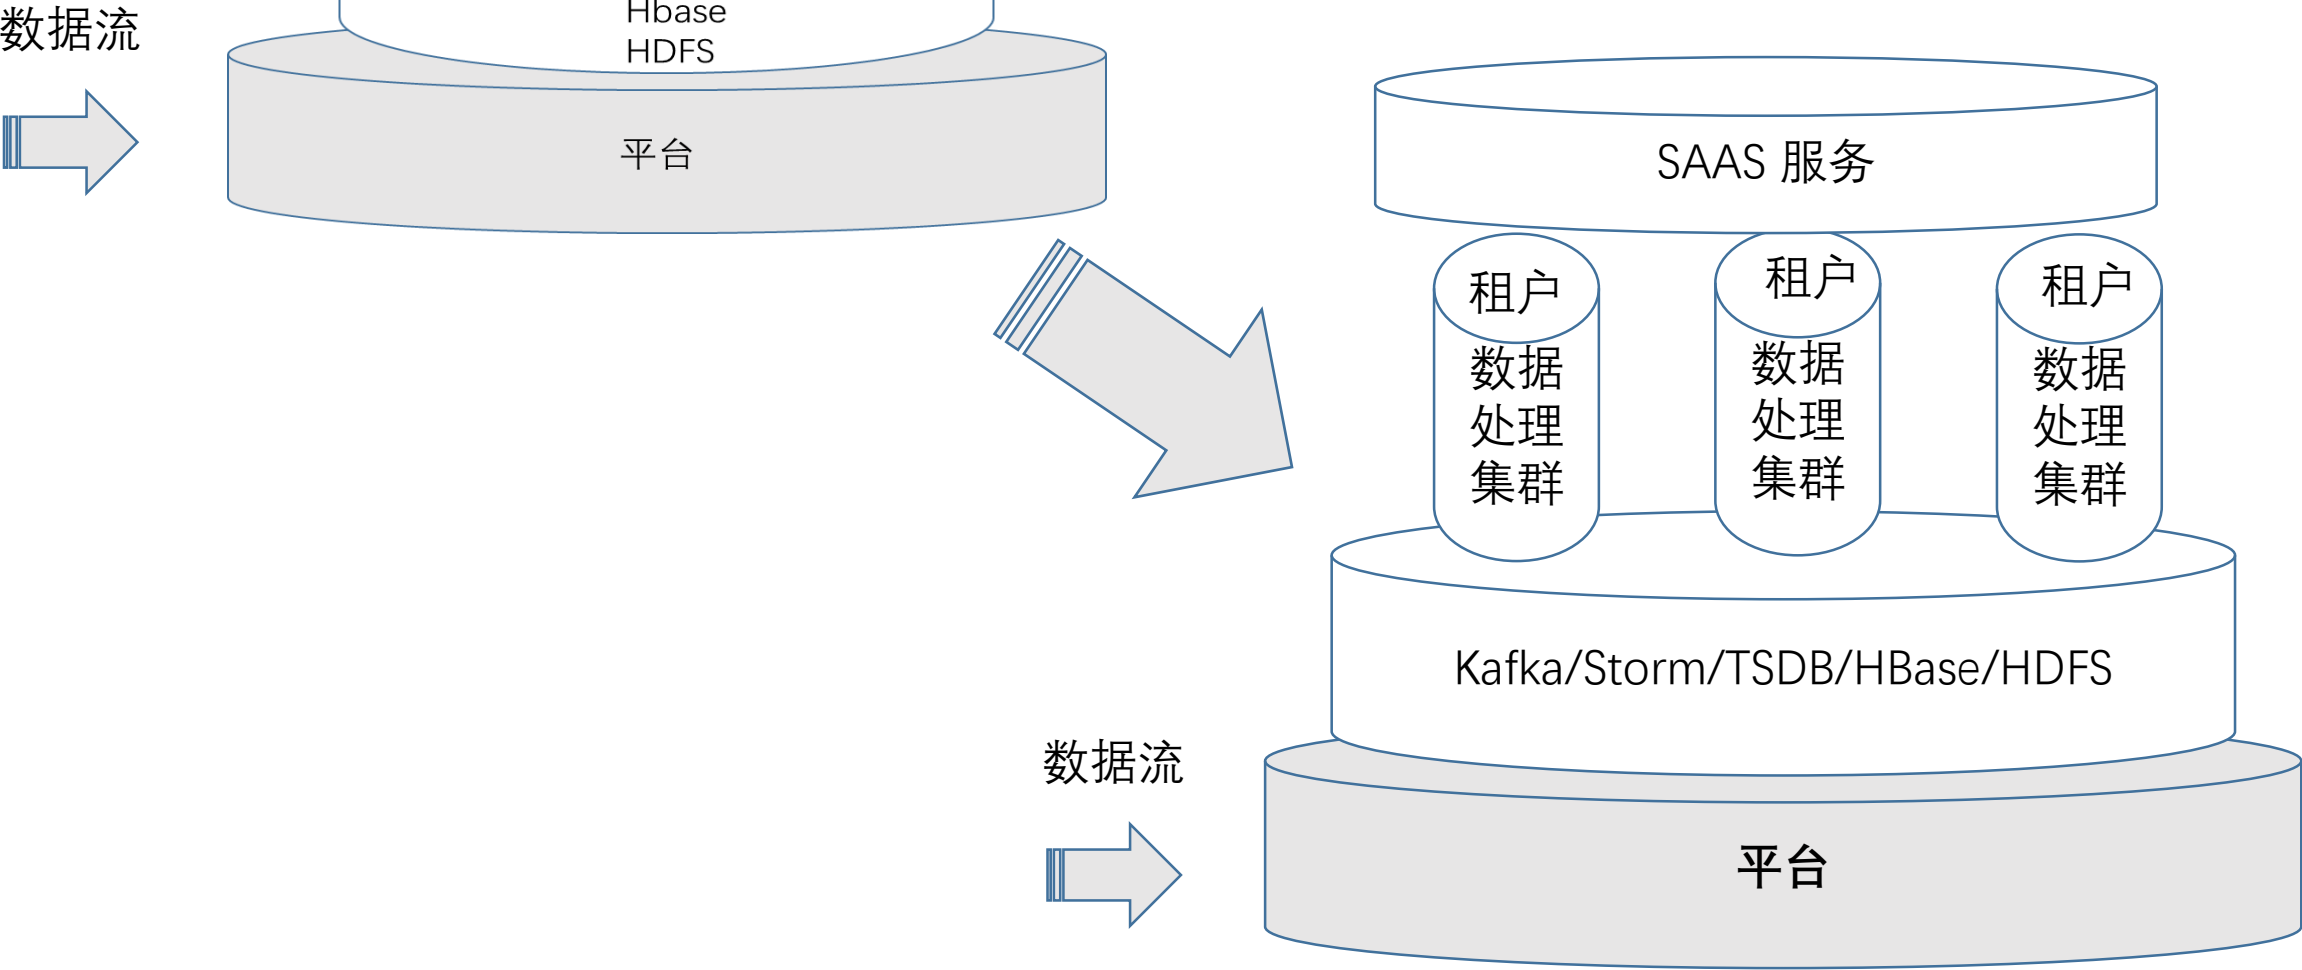 数据流
Hbase
HDFS
平台
SAAS 服务
租户
数据
处理
集群
租户
数据
处理
集群
租户
数据
处理
集群
Kafka/Storm/TSDB/HBase/HDFS
数据流
平台